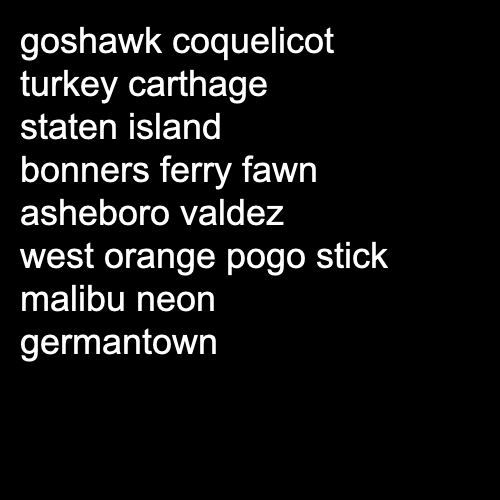 goshawk coquelicot
turkey carthage
staten island
bonners ferry fawn
asheboro valdez
west orange pogo stick
malibu neon
germantown